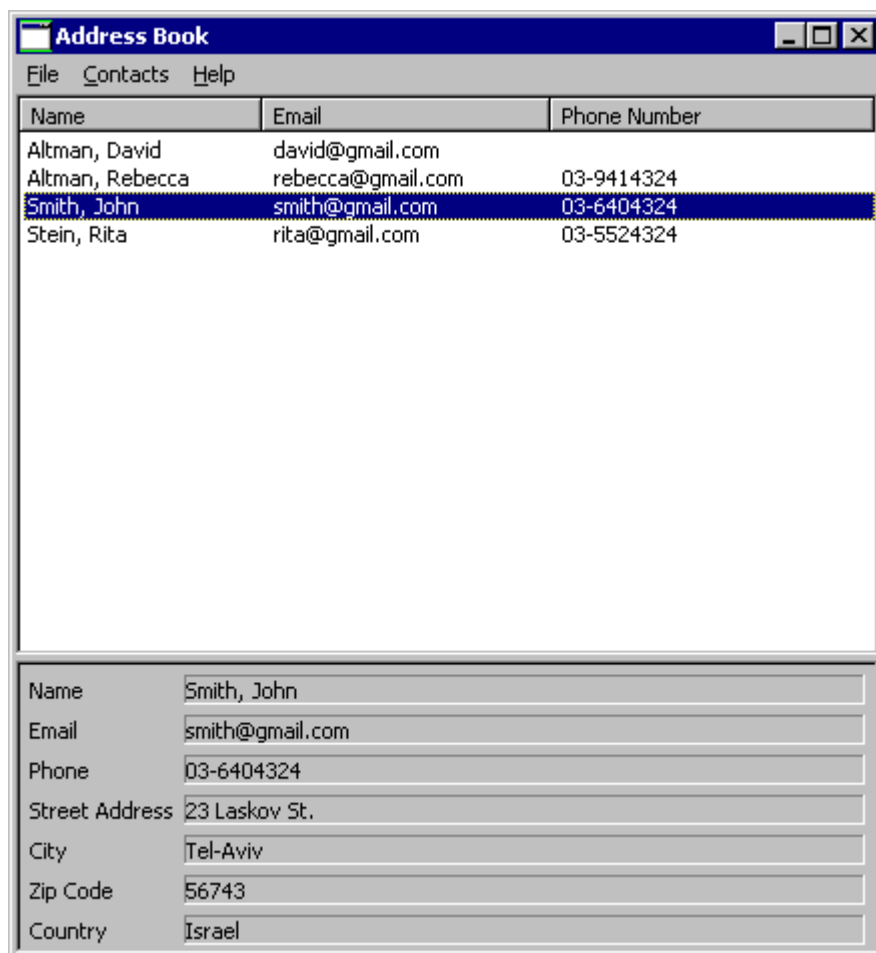 Address Book
File Contacts Help
Name Email Phone Number
Altman, David david@gmail.com
Altman, Rebecca rebecca@gmail.com 03-9414324
Smith, John smith@gmail.com 03-6404324
Stein, Rita rita@gmail.com 03-5524324
Name Smith, John
Email smith@gmail.com
Phone 03-6404324
Street Address 23 Laskov St.
City Tel-Aviv
Zip Code 56743
Country Israel